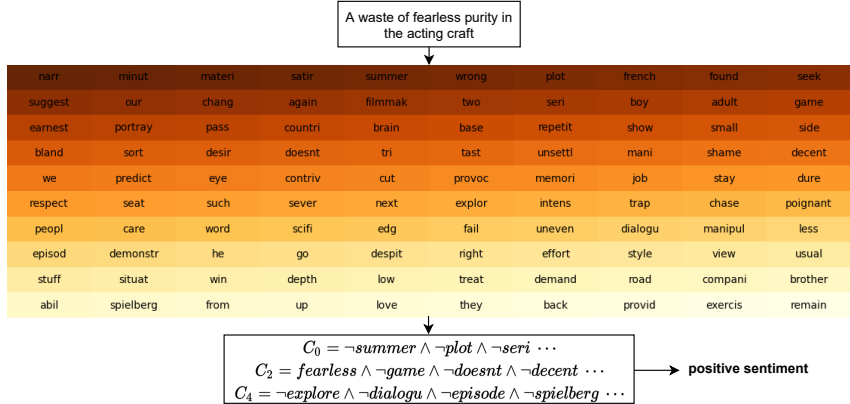 A waste of fearless purity in
the acting craft
narr minut materi satir summer wrong plot french found seek
suggest our chang again filmmak two seri boy adult game
earnest portray pass countri brain base repetit show small side
bland sort desir doesnt tri tast unsettl mani shame decent
we predict eye contriv cut provoc memori job stay dure
respect seat such sever next explor intens trap chase poignant
peopl care word scifi edg fail uneven dialogu manipul less
episod demonstr he go despit right effort style view usual
stuff situat win depth low treat demand road compani brother
abil spielberg from up love they back provid exercis remain
C₀ = ¬summer ∧ ¬plot ∧ ¬seri ⋯
C₂ = fearless ∧ ¬game ∧ ¬doesnt ∧ ¬decent ⋯
C₄ = ¬explore ∧ ¬dialogu ∧ ¬episode ∧ ¬spielberg ⋯
positive sentiment